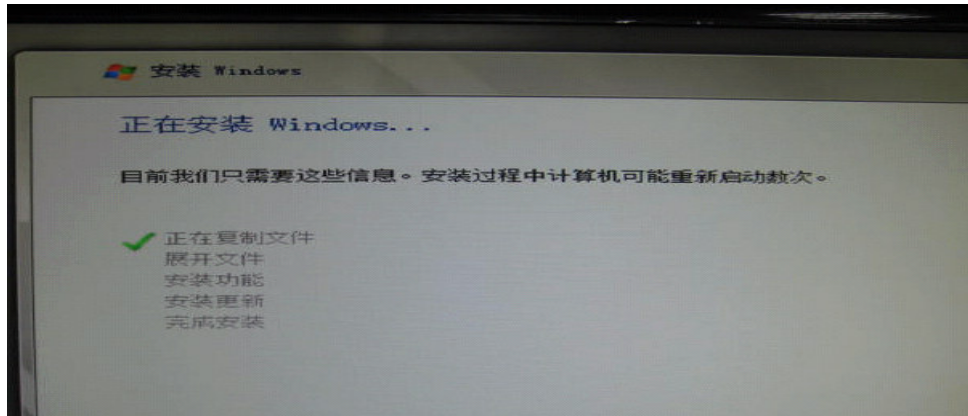 安装 Windows
正在安装 Windows...
目前我们只需要这些信息。安装过程中计算机可能重新启动数次。
正在复制文件
展开文件
安装功能
安装更新
完成安装